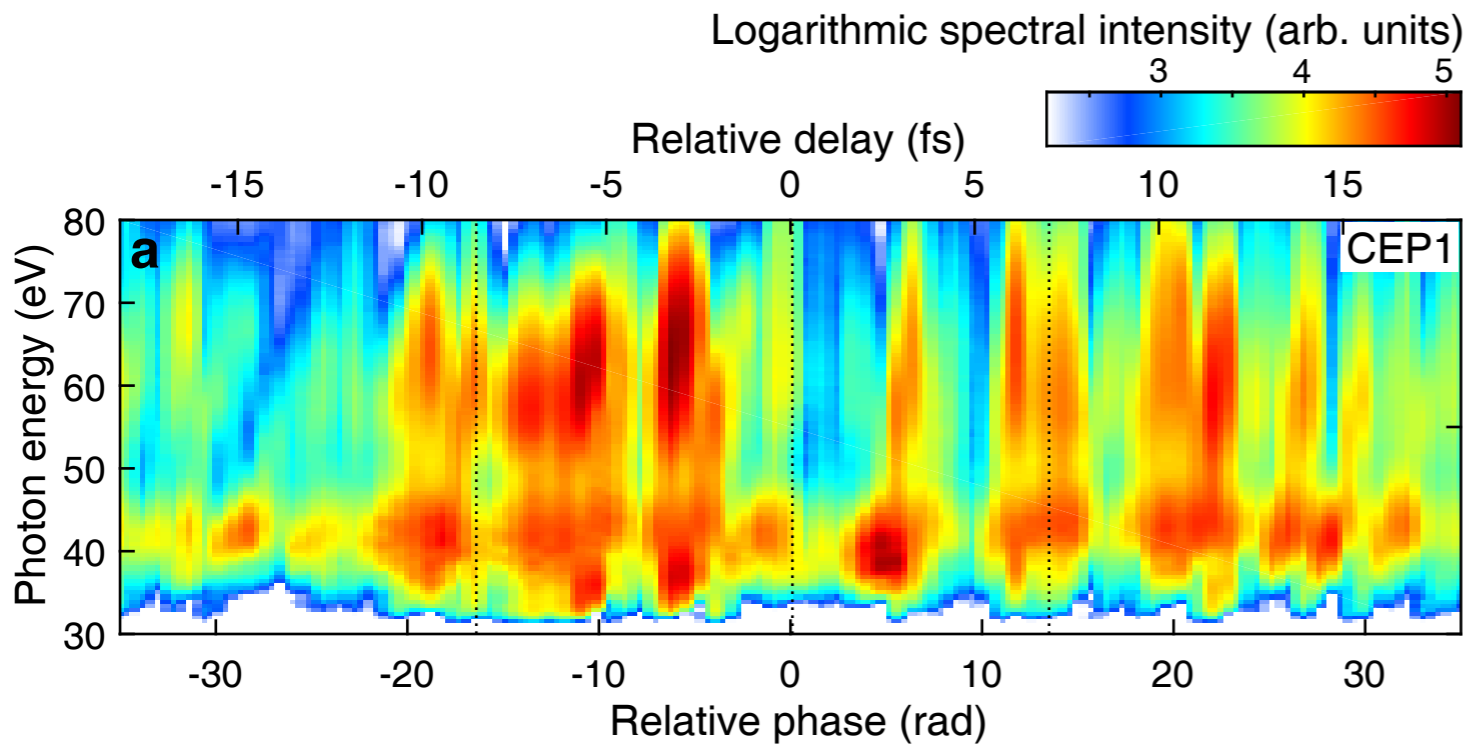 Logarithmic spectral intensity (arb. units)
3 4 5
Relative delay (fs)
-15 -10 -5 0 5 10 15
80
70
60
50
40
30
Photon energy (eV)
a
CEP1
-30 -20 -10 0 10 20 30
Relative phase (rad)